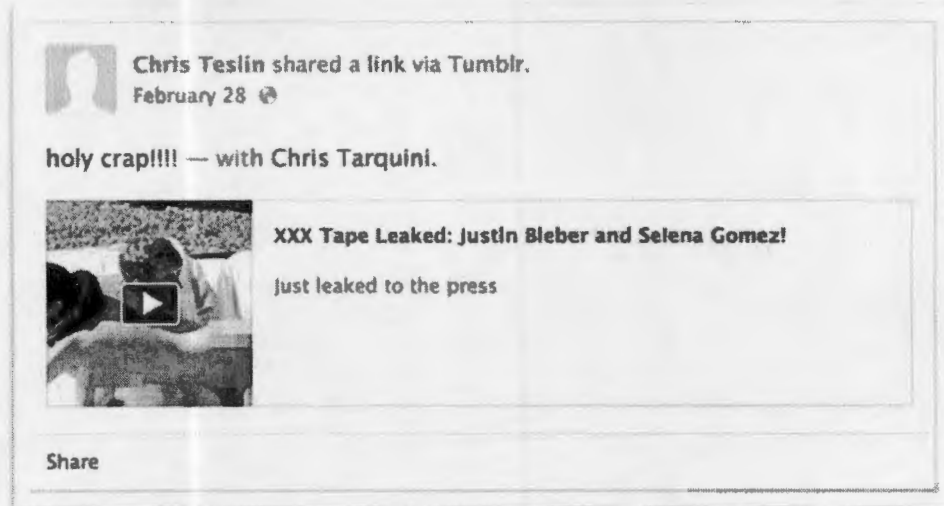 Chris Teslin shared a link via Tumblr.
February 28
holy crap!!!! — with Chris Tarquini.
XXX Tape Leaked: Justin Bieber and Selena Gomez!
Just leaked to the press
Share